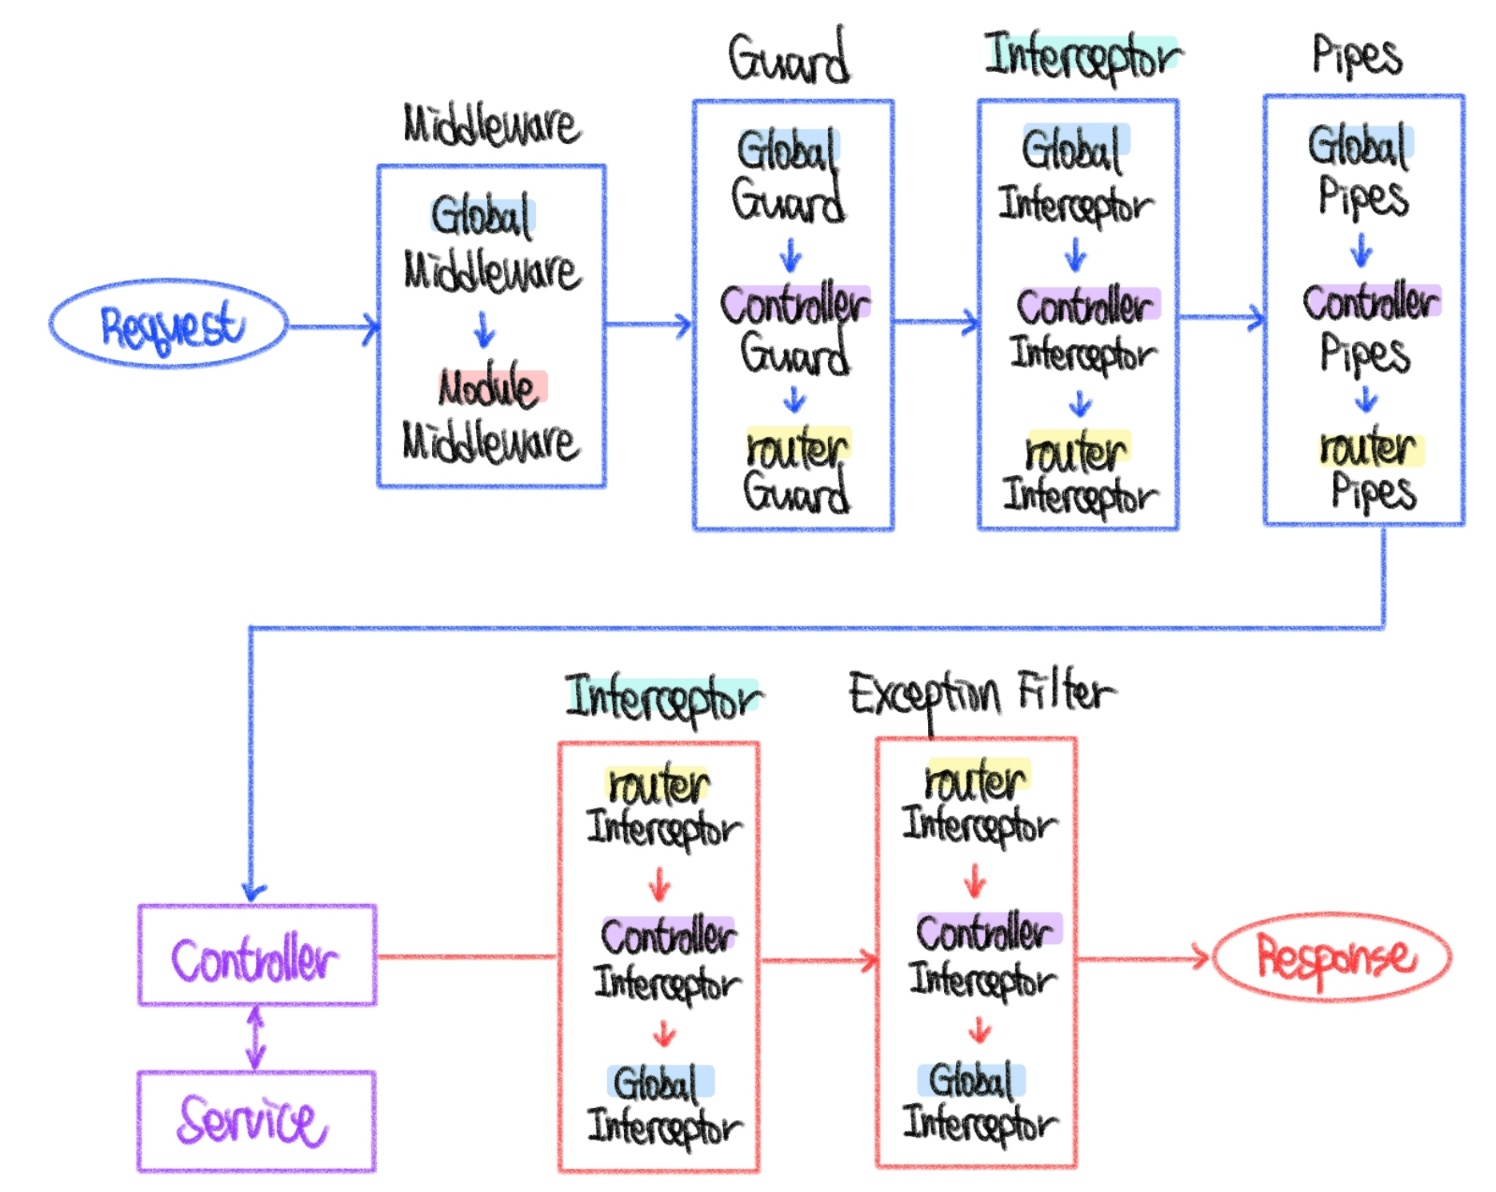 Request
Middleware
Global
Middleware
Module
Middleware
Guard
Global
Guard
Controller
Guard
router
Guard
Interceptor
Global
Interceptor
Controller
Interceptor
router
Interceptor
Pipes
Global
Pipes
Controller
Pipes
router
Pipes
Controller
Service
Interceptor
router
Interceptor
Controller
Interceptor
Global
Interceptor
Exception Filter
router
Interceptor
Controller
Interceptor
Global
Interceptor
Response